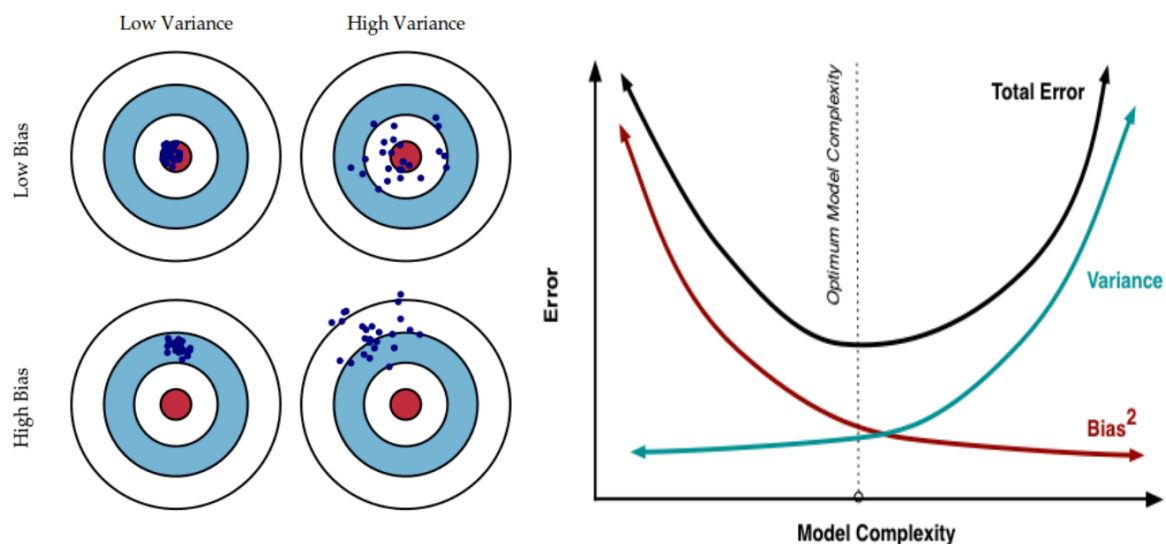 Low Variance
High Variance
Low Bias
High Bias
Total Error
Optimum Model Complexity
Variance
Error
Bias²
Model Complexity